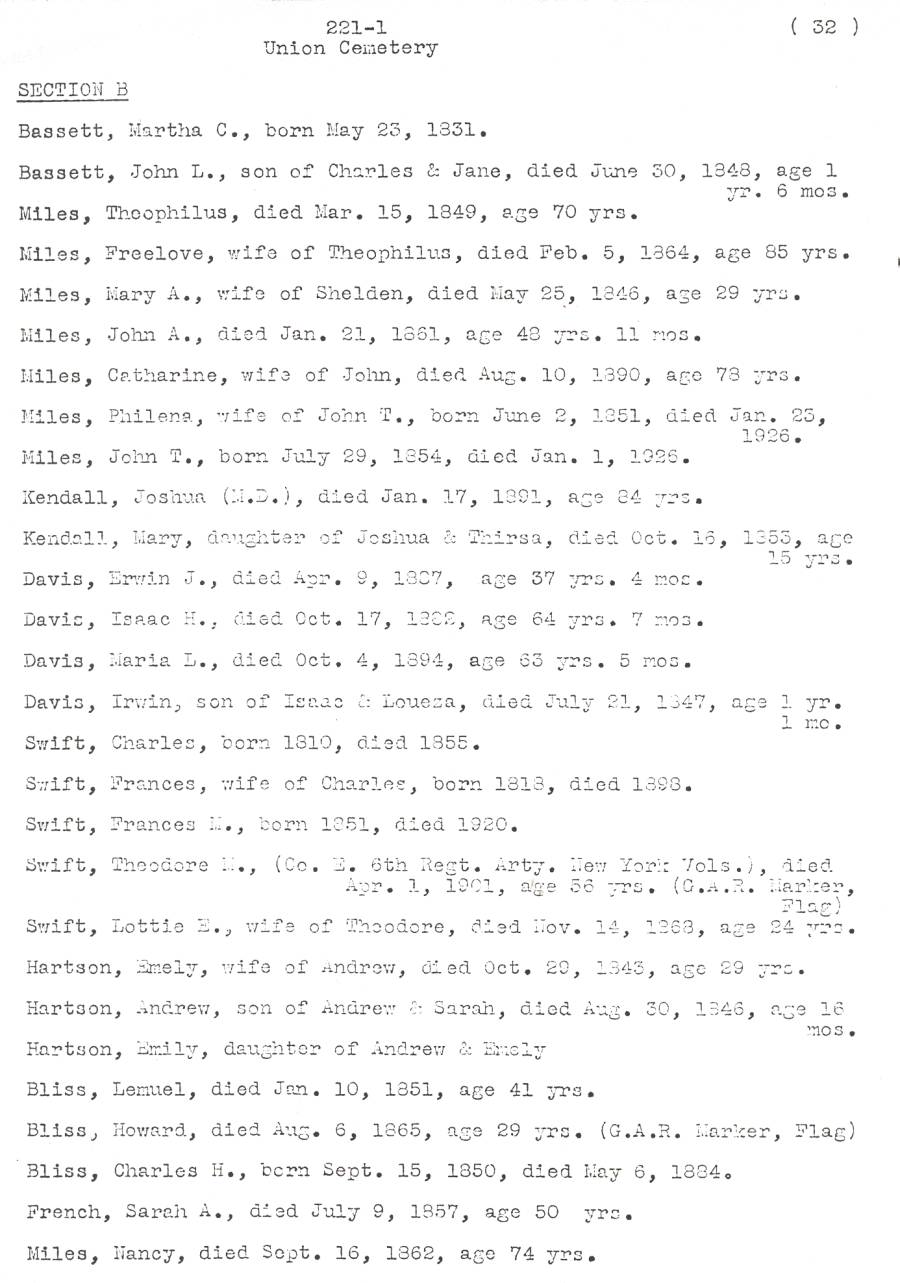 221-1 ( 32 )
Union Cemetery
SECTION B
Bassett, Martha C., born May 23, 1831.
Bassett, John L., son of Charles & Jane, died June 30, 1848, age 1
yr. 6 mos.
Miles, Theophilus, died Mar. 15, 1849, age 70 yrs.
Miles, Freelove, wife of Theophilus, died Feb. 5, 1864, age 85 yrs.
Miles, Mary A., wife of Shelden, died May 25, 1846, age 29 yrs.
Miles, John A., died Jan. 21, 1861, age 48 yrs. 11 mos.
Miles, Catharine, wife of John, died Aug. 10, 1890, age 78 yrs.
Miles, Philena, wife of John T., born June 2, 1851, died Jan. 23,
1926.
Miles, John T., born July 29, 1854, died Jan. 1, 1926.
Kendall, Joshua (M.D.), died Jan. 17, 1891, age 84 yrs.
Kendall, Mary, daughter of Joshua & Thirsa, died Oct. 16, 1853, age
15 yrs.
Davis, Erwin J., died Apr. 9, 1887, age 37 yrs. 4 mos.
Davis, Isaac H., died Oct. 17, 1882, age 64 yrs. 7 mos.
Davis, Maria L., died Oct. 4, 1894, age 63 yrs. 5 mos.
Davis, Irwin, son of Isaac & Louesa, died July 21, 1847, age 1 yr.
1 mo.
Swift, Charles, born 1810, died 1855.
Swift, Frances, wife of Charles, born 1818, died 1898.
Swift, Frances M., born 1851, died 1920.
Swift, Theodore M., (Co. E. 6th Regt. Arty. New York Vols.), died
Apr. 1, 1901, age 56 yrs. (G.A.R. Marker,
Flag)
Swift, Lottie E., wife of Theodore, died Nov. 14, 1868, age 24 yrs.
Hartson, Emely, wife of Andrew, died Oct. 29, 1843, age 29 yrs.
Hartson, Andrew, son of Andrew & Sarah, died Aug. 30, 1846, age 16
mos.
Hartson, Emily, daughter of Andrew & Emely
Bliss, Lemuel, died Jan. 10, 1851, age 41 yrs.
Bliss, Howard, died Aug. 6, 1865, age 29 yrs. (G.A.R. Marker, Flag)
Bliss, Charles H., born Sept. 15, 1850, died May 6, 1884.
French, Sarah A., died July 9, 1857, age 50 yrs.
Miles, Nancy, died Sept. 16, 1862, age 74 yrs.